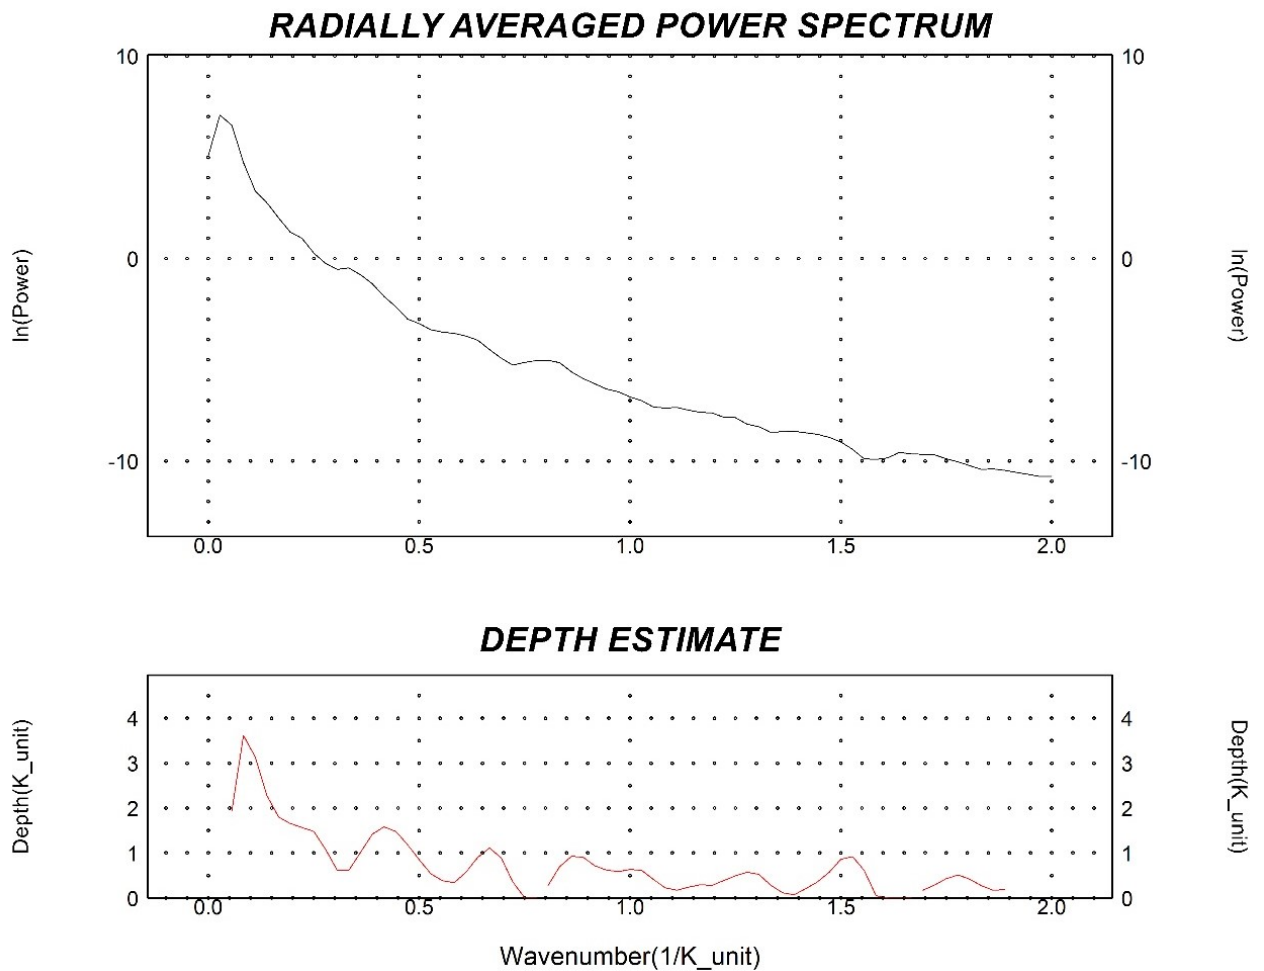 RADIALLY AVERAGED POWER SPECTRUM
10 10
0 0
-10 -10
ln(Power) ln(Power)
0.0 0.5 1.0 1.5 2.0
DEPTH ESTIMATE
4 4
3 3
2 2
1 1
0 0
Depth(K_unit) Depth(K_unit)
0.0 0.5 1.0 1.5 2.0
Wavenumber(1/K_unit)